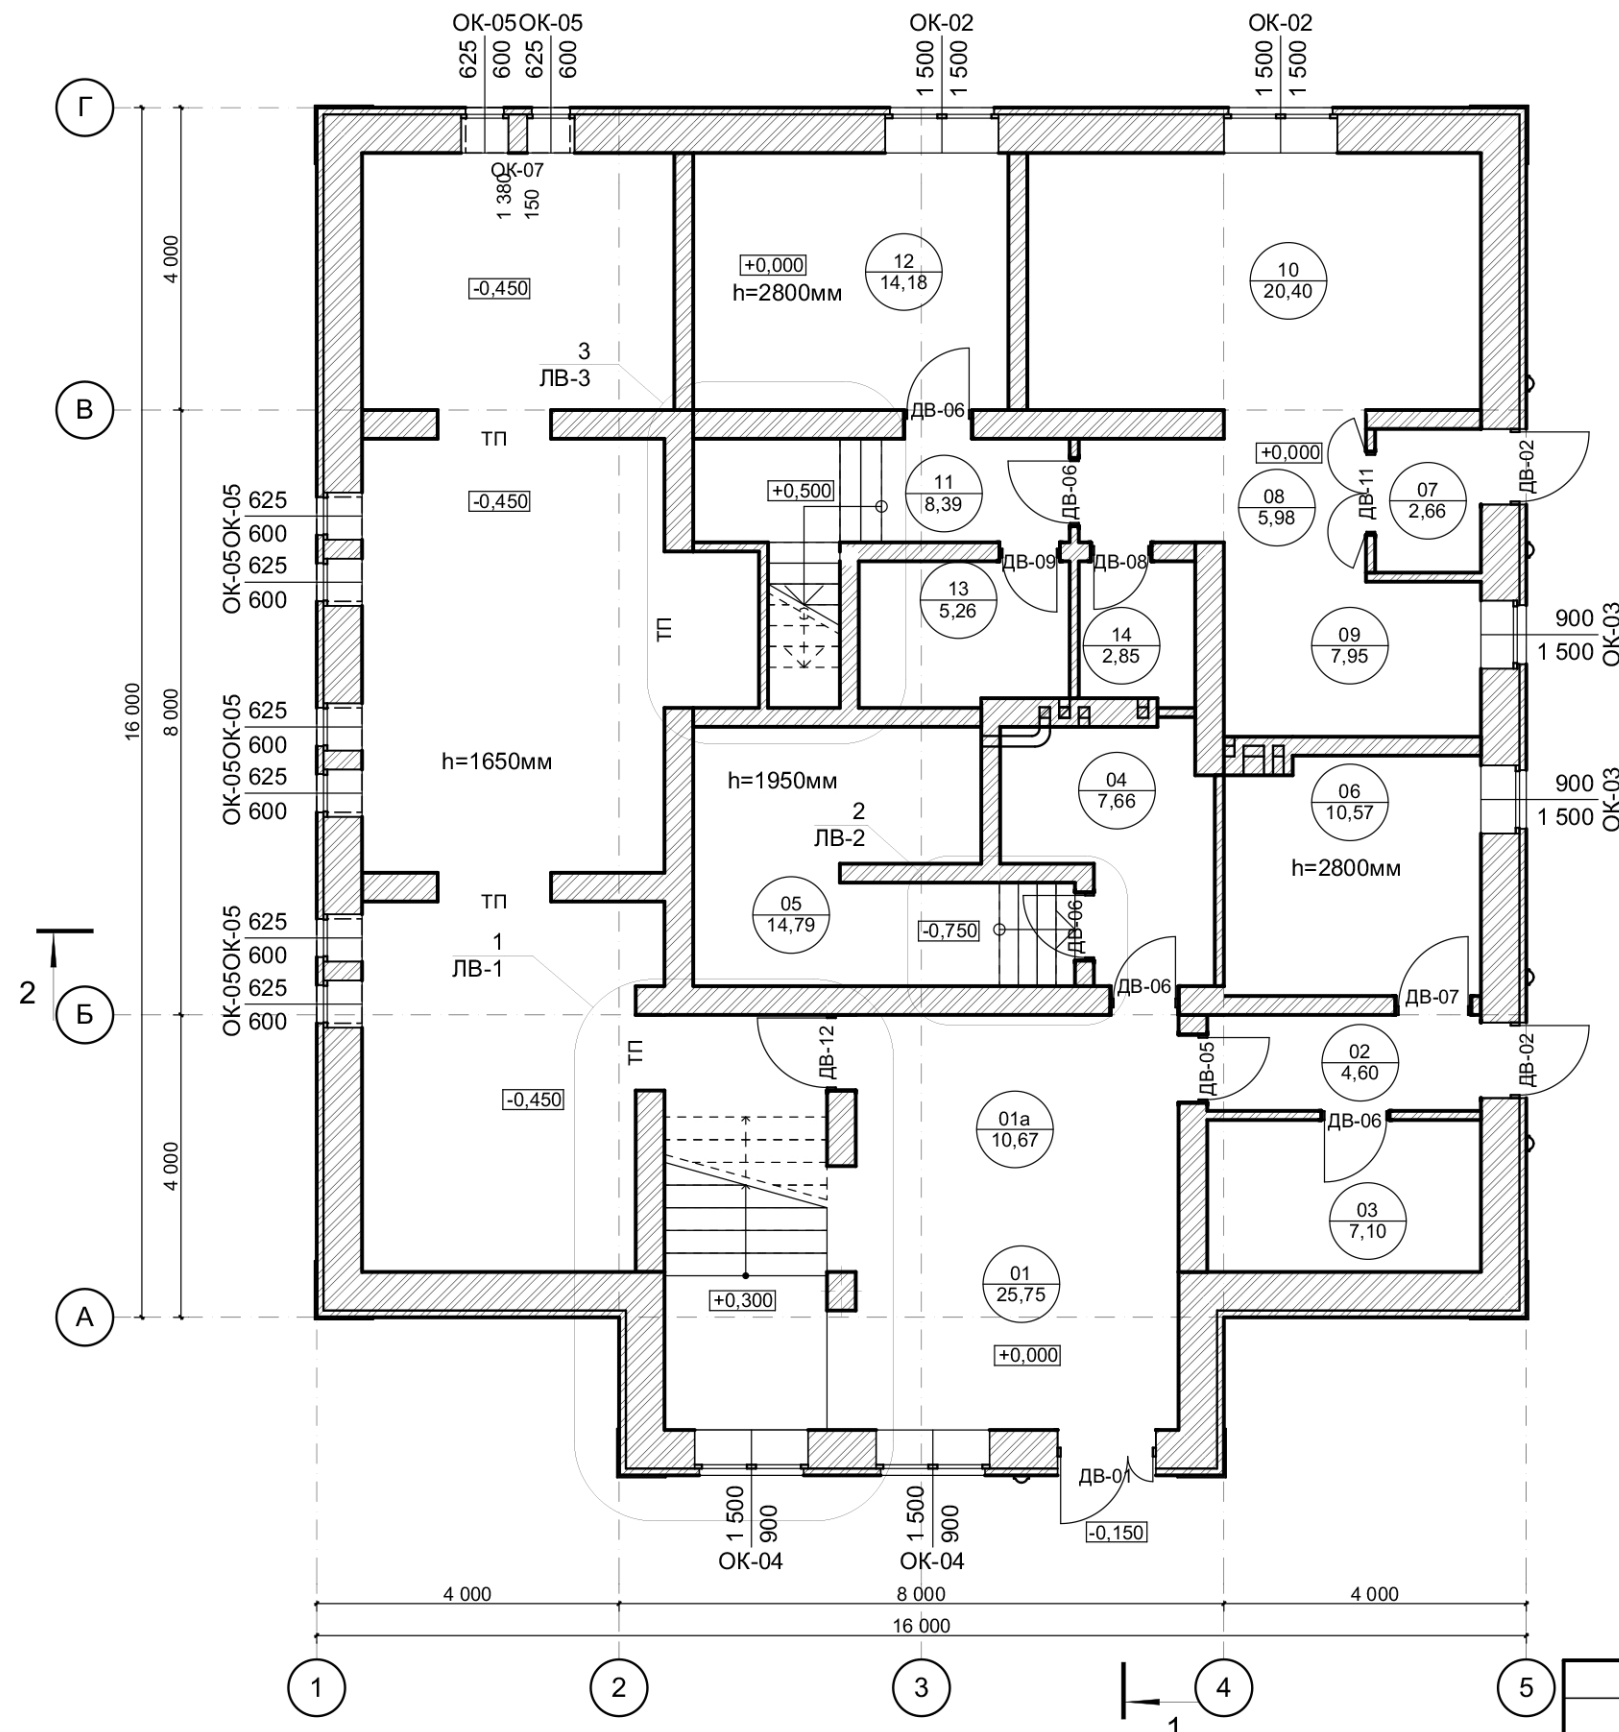 ОК-05 ОК-05 ОК-02 ОК-02
625 600 625 600 1 500 1 500 1 500 1 500
Г
ОК-07
1 380 150
4 000
-0,450
+0,000
h=2800мм
12
14,18
10
20,40
3
ЛВ-3
В
ТП
ДВ-06
+0,000
ДВ-02
-0,450
+0,500
11
8,39
ДВ-06
08
5,98
ДВ-11
07
2,66
ОК-05 625
600
ОК-05 625
600
ДВ-09
ДВ-08
13
5,26
ТП
14
2,85
09
7,95
900
1 500
ОК-03
16 000
8 000
ОК-05 625
600
ОК-05 625
600
h=1650мм
h=1950мм
04
7,66
06
10,57
900
1 500
ОК-03
2
ЛВ-2
h=2800мм
ТП
05
14,79
-0,750
ДВ-06
ОК-05 625
600
ОК-05 625
600
1
ЛВ-1
2
Б
ДВ-06
ДВ-07
ТП
ДВ-12
ДВ-05
02
4,60
ДВ-02
-0,450
01а
10,67
ДВ-06
4 000
03
7,10
01
25,75
+0,300
А
+0,000
ДВ-01
-0,150
1 500 900
ОК-04
1 500 900
ОК-04
4 000 8 000 4 000
16 000
1 2 3 4 5
1